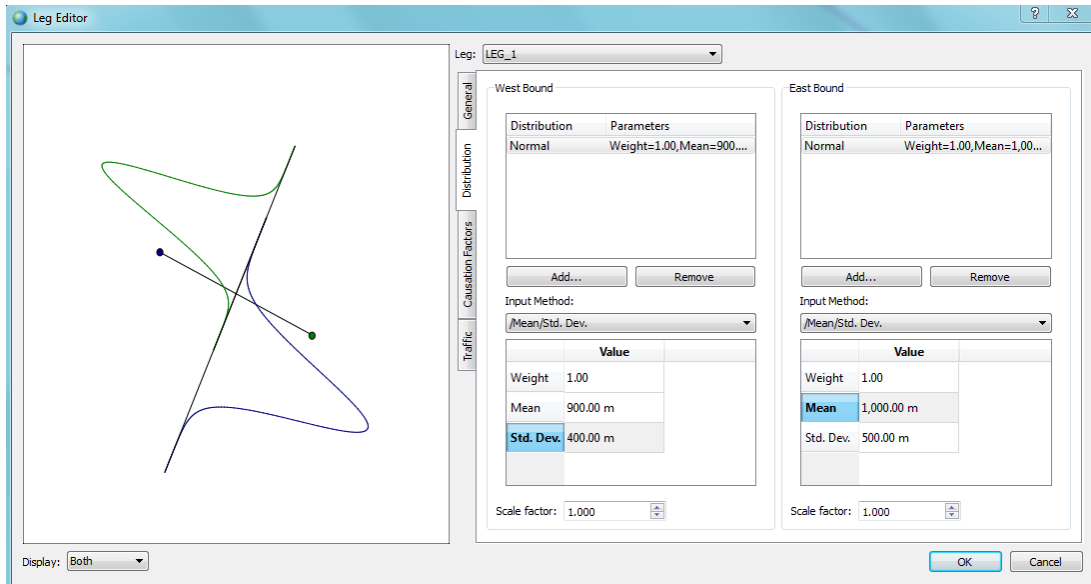 Leg Editor
Leg: LEG_1
General
Distribution
Causation Factors
Traffic
West Bound
Distribution Parameters
Normal Weight=1.00,Mean=900....
Add... Remove
Input Method:
/Mean/Std. Dev.
Value
Weight 1.00
Mean 900.00 m
Std. Dev. 400.00 m
Scale factor: 1.000
East Bound
Distribution Parameters
Normal Weight=1.00,Mean=1,00...
Add... Remove
Input Method:
/Mean/Std. Dev.
Value
Weight 1.00
Mean 1,000.00 m
Std. Dev. 500.00 m
Scale factor: 1.000
Display: Both
OK Cancel